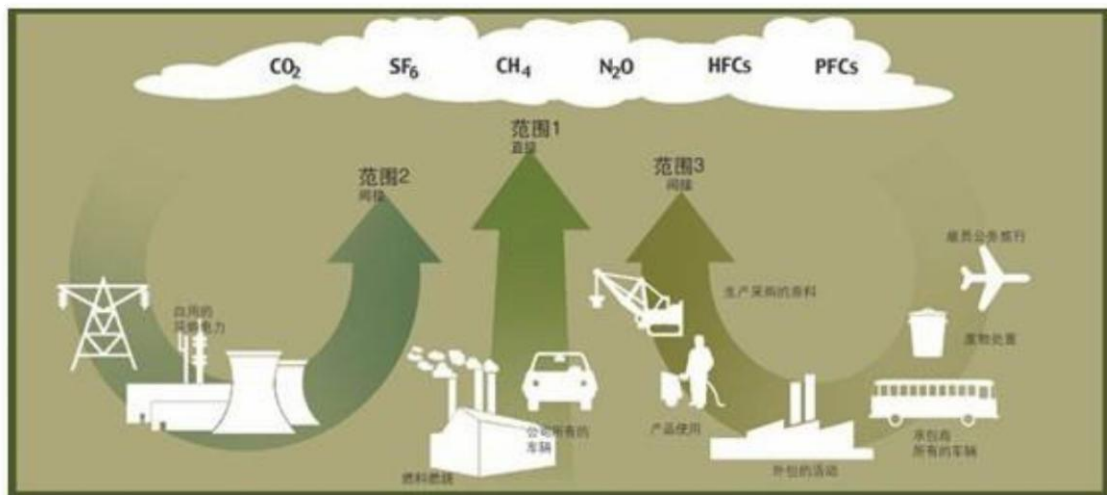 CO₂ SF₆ CH₄ N₂O HFCs PFCs
范围1
直接
范围2
间接
范围3
间接
雇员公务旅行
生产采购的原料
自用的
采购电力
废物处置
公司所有的
车辆
产品使用
承包商
所有的车辆
燃料燃烧
外包的活动